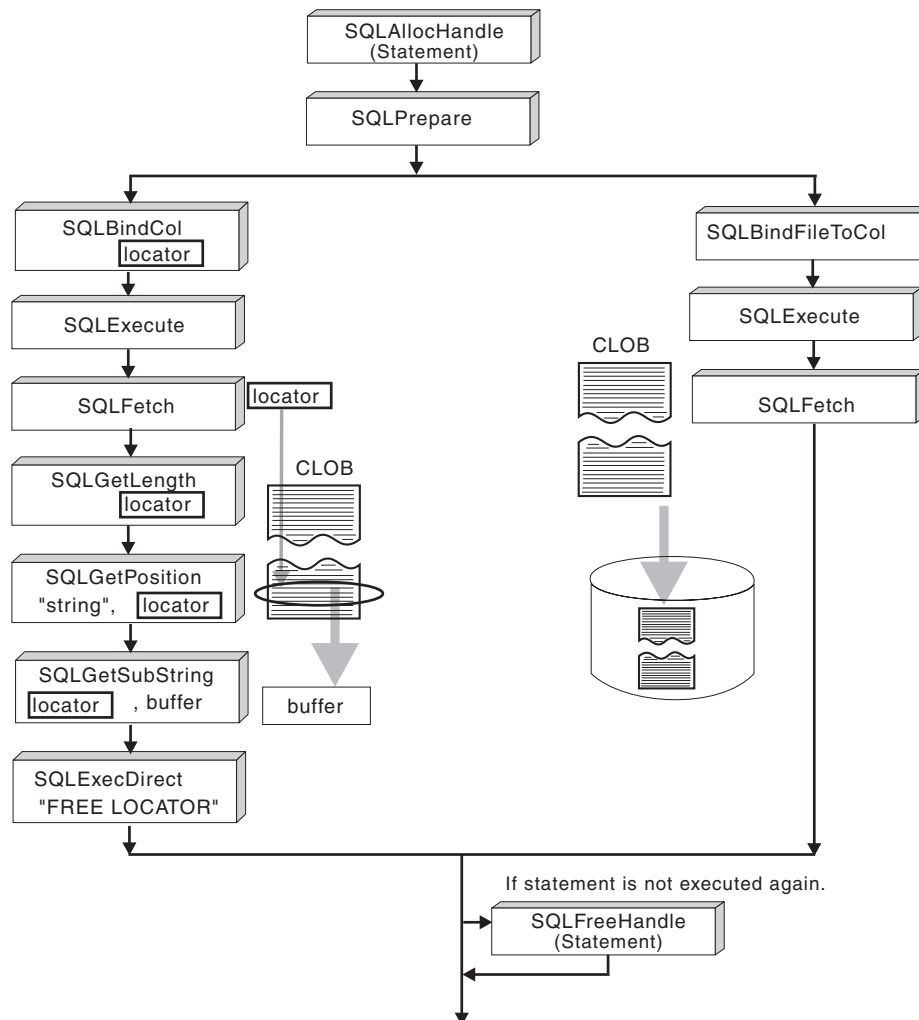 SQLAllocHandle
(Statement)
SQLPrepare
SQLBindCol
locator
SQLExecute
SQLFetch
locator
SQLGetLength
locator
CLOB
SQLGetPosition
"string", locator
SQLGetSubString
locator , buffer
buffer
SQLExecDirect
"FREE LOCATOR"
SQLBindFileToCol
SQLExecute
CLOB
SQLFetch
If statement is not executed again.
SQLFreeHandle
(Statement)